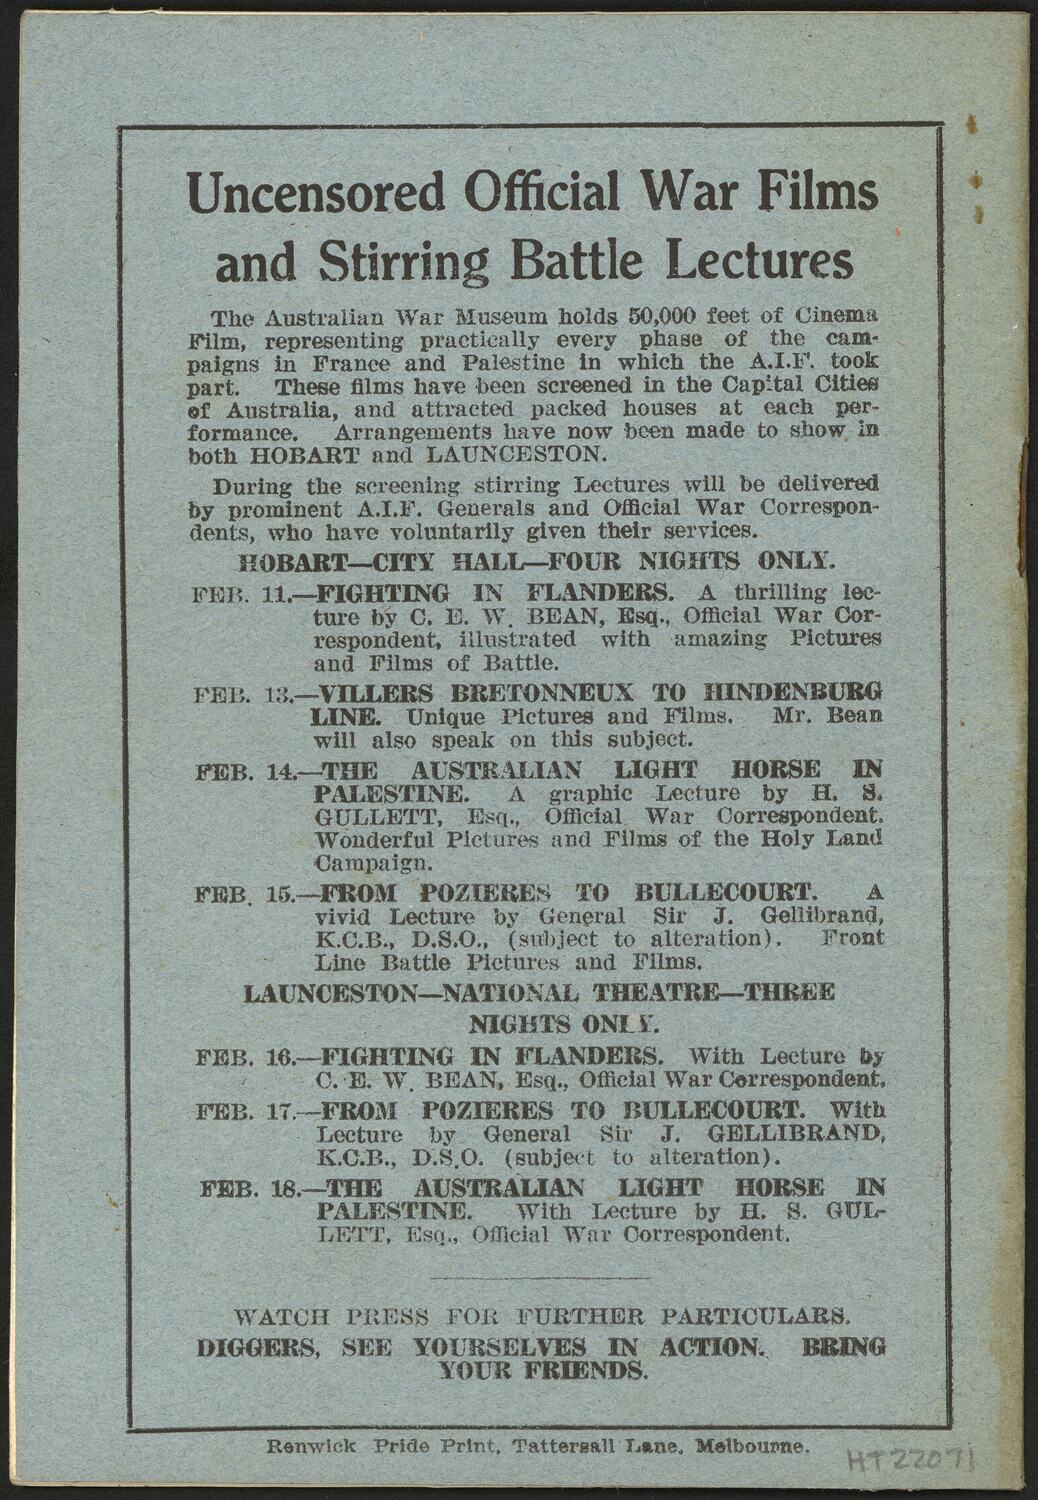 Uncensored Official War Films
and Stirring Battle Lectures
The Australian War Museum holds 50,000 feet of Cinema
Film, representing practically every phase of the cam-
paigns in France and Palestine in which the A.I.F. took
part. These films have been screened in the Capital Cities
of Australia, and attracted packed houses at each per-
formance. Arrangements have now been made to show in
both HOBART and LAUNCESTON.
During the screening stirring Lectures will be delivered
by prominent A.I.F. Generals and Official War Correspon-
dents, who have voluntarily given their services.
HOBART—CITY HALL—FOUR NIGHTS ONLY.
FEB. 11.—FIGHTING IN FLANDERS. A thrilling lec-
ture by C. E. W. BEAN, Esq., Official War Cor-
respondent, illustrated with amazing Pictures
and Films of Battle.
FEB. 13.—VILLERS BRETONNEUX TO HINDENBURG
LINE. Unique Pictures and Films. Mr. Bean
will also speak on this subject.
FEB. 14.—THE AUSTRALIAN LIGHT HORSE IN
PALESTINE. A graphic Lecture by H. S.
GULLETT, Esq., Official War Correspondent.
Wonderful Pictures and Films of the Holy Land
Campaign.
FEB. 15.—FROM POZIERES TO BULLECOURT. A
vivid Lecture by General Sir J. Gellibrand,
K.C.B., D.S.O., (subject to alteration). Front
Line Battle Pictures and Films.
LAUNCESTON—NATIONAL THEATRE—THREE
NIGHTS ONLY.
FEB. 16.—FIGHTING IN FLANDERS. With Lecture by
C. E. W. BEAN, Esq., Official War Correspondent.
FEB. 17.—FROM POZIERES TO BULLECOURT. With
Lecture by General Sir J. GELLIBRAND,
K.C.B., D.S.O. (subject to alteration).
FEB. 18.—THE AUSTRALIAN LIGHT HORSE IN
PALESTINE. With Lecture by H. S. GUL-
LETT, Esq., Official War Correspondent.
WATCH PRESS FOR FURTHER PARTICULARS.
DIGGERS, SEE YOURSELVES IN ACTION. BRING
YOUR FRIENDS.
Renwick Pride Print, Tattersall Lane, Melbourne.
HT22071